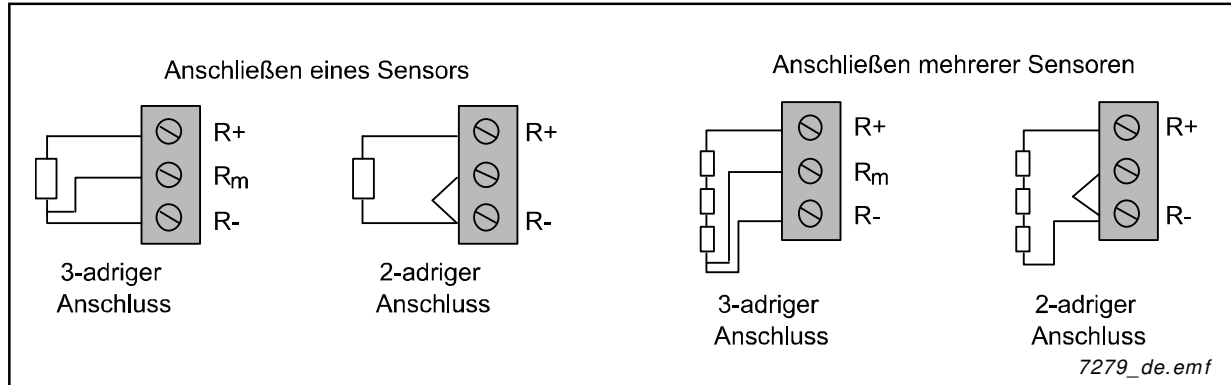 Anschließen eines Sensors
R+
Rm
R-
3-adriger
Anschluss
R+
R-
2-adriger
Anschluss
Anschließen mehrerer Sensoren
R+
Rm
R-
3-adriger
Anschluss
R+
R-
2-adriger
Anschluss
7279_de.emf